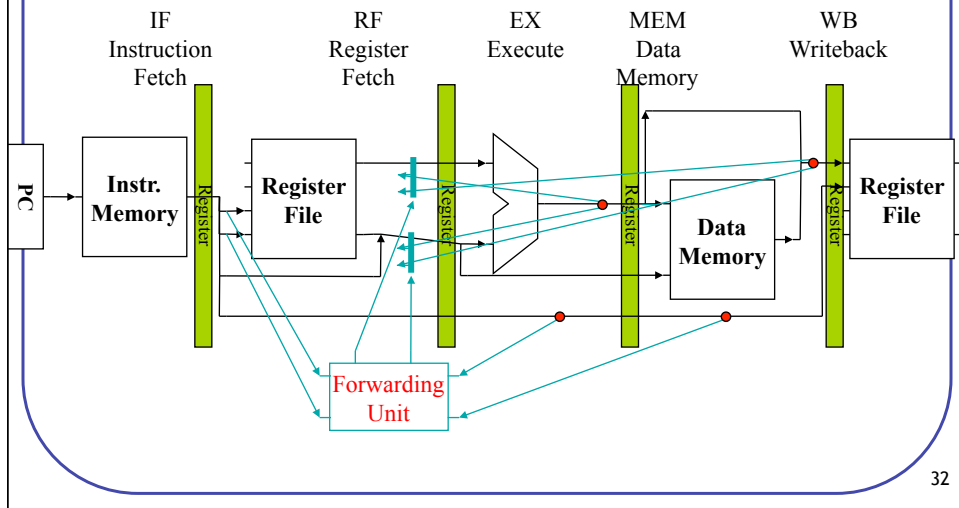 IF
Instruction
Fetch
RF
Register
Fetch
EX
Execute
MEM
Data
Memory
WB
Writeback
PC
Instr.
Memory
Register
Register
File
Register
Register
Data
Memory
Register
Register
File
Forwarding
Unit
32